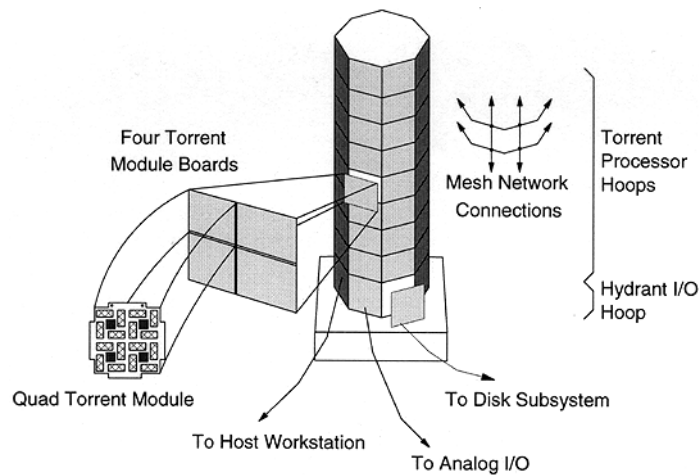 Four Torrent
Module Boards
Mesh Network
Connections
Torrent
Processor
Hoops
Hydrant I/O
Hoop
Quad Torrent Module
To Disk Subsystem
To Host Workstation
To Analog I/O